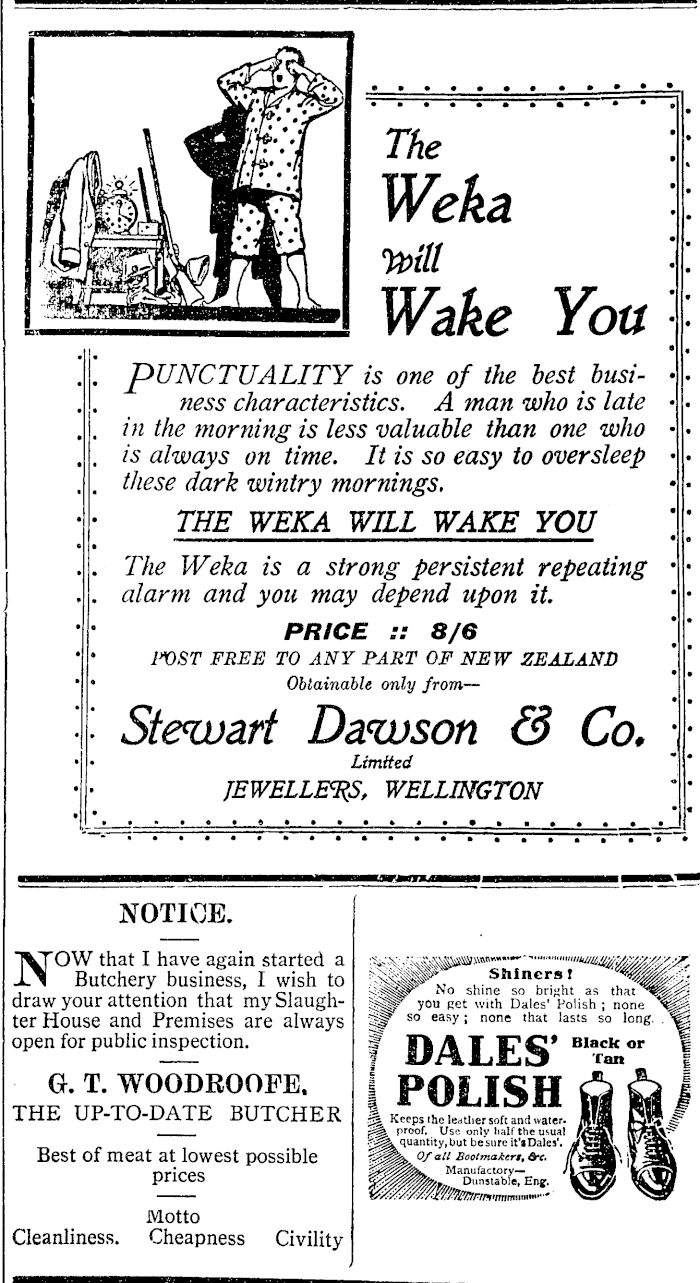 The
Weka
will
Wake You
PUNCTUALITY is one of the best busi-
ness characteristics. A man who is late
in the morning is less valuable than one who
is always on time. It is so easy to oversleep
these dark wintry mornings.
THE WEKA WILL WAKE YOU
The Weka is a strong persistent repeating
alarm and you may depend upon it.
PRICE :: 8/6
POST FREE TO ANY PART OF NEW ZEALAND
Obtainable only from—
Stewart Dawson & Co.
Limited
JEWELLERS, WELLINGTON
NOTICE.
NOW that I have again started a
Butchery business, I wish to
draw your attention that my Slaugh-
ter House and Premises are always
open for public inspection.
G. T. WOODROOFE,
THE UP-TO-DATE BUTCHER
Best of meat at lowest possible
prices
Motto
Cleanliness. Cheapness Civility
Shiners!
No shine so bright as that
you get with Dales' Polish; none
so easy; none that lasts so long.
DALES'
POLISH
Black or
Tan
Keeps the leather soft and water-
proof. Use only half the usual
quantity, but be sure it's Dales'.
Of all Bootmakers, &c.
Manufactory—
Dunstable, Eng.